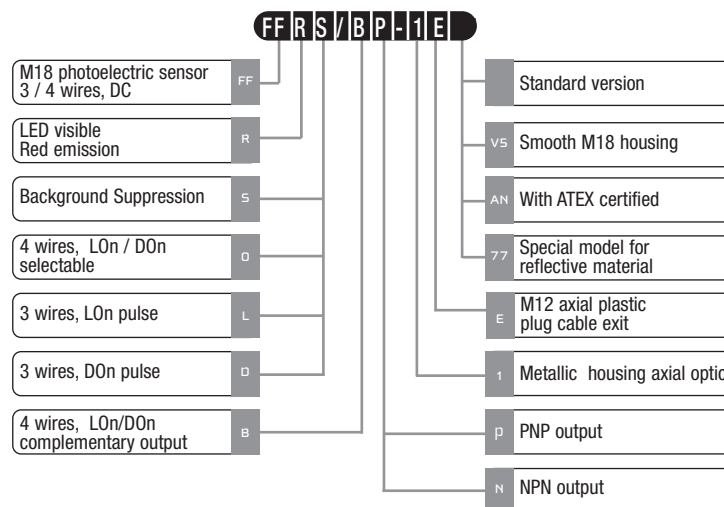 FFRS/BP-1E
M18 photoelectric sensor
3 / 4 wires, DC
FF
LED visible
Red emission
R
Background Suppression
S
4 wires, LOn / DOn
selectable
O
3 wires, LOn pulse
L
3 wires, DOn pulse
D
4 wires, LOn/DOn
complementary output
B
Standard version
VS
Smooth M18 housing
AN
With ATEX certified
77
Special model for
reflective material
E
M12 axial plastic
plug cable exit
1
Metallic housing axial optic
P
PNP output
N
NPN output